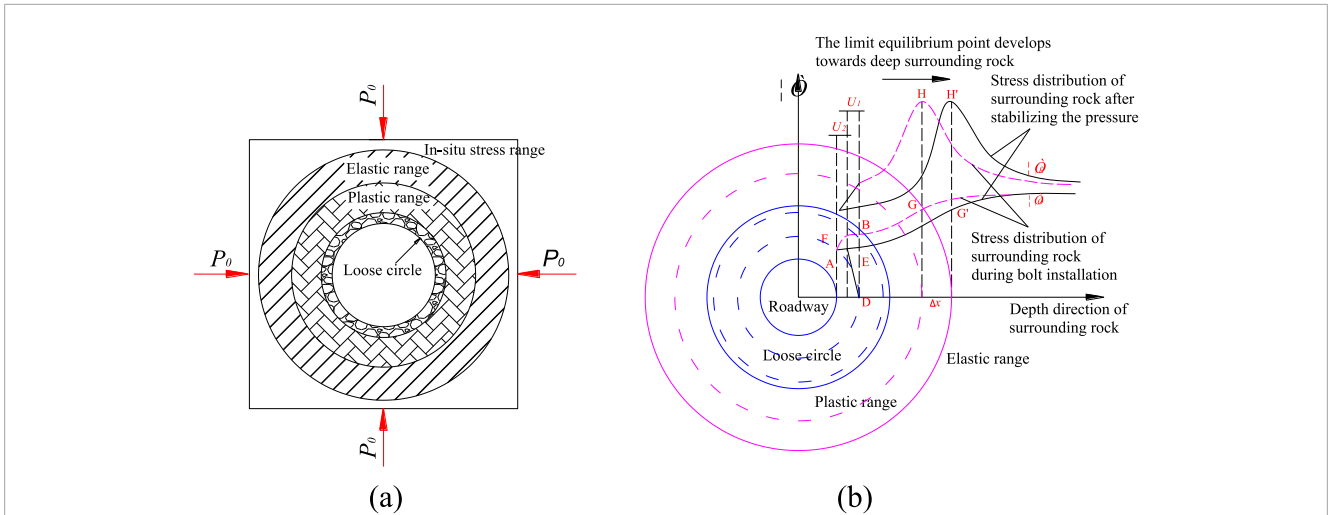 P0
In-situ stress range
Elastic range
Plastic range
P0
Loose circle
P0
P0
(a)
The limit equilibrium point develops
towards deep surrounding rock
Stress distribution of
surrounding rock after
stabilizing the pressure
H
H'
U1
U2
G
G'
B
F
A
E
D
Δx
Stress distribution of
surrounding rock
during bolt installation
Roadway
Depth direction of
surrounding rock
Loose circle
Elastic range
Plastic range
(b)